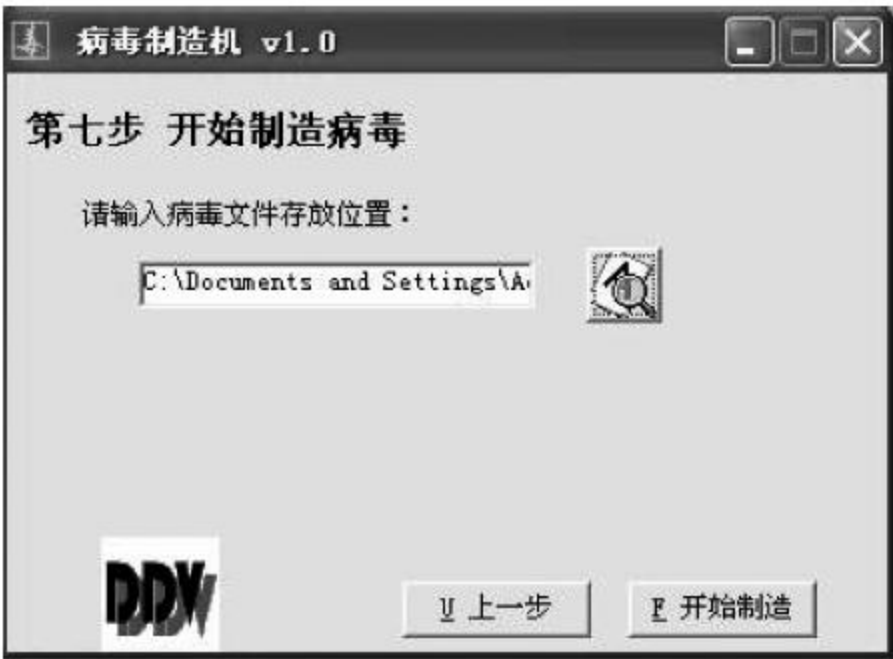 病毒制造机 v1.0
第七步 开始制造病毒
请输入病毒文件存放位置：
C:\Documents and Settings\A
DDV
U 上一步
F 开始制造